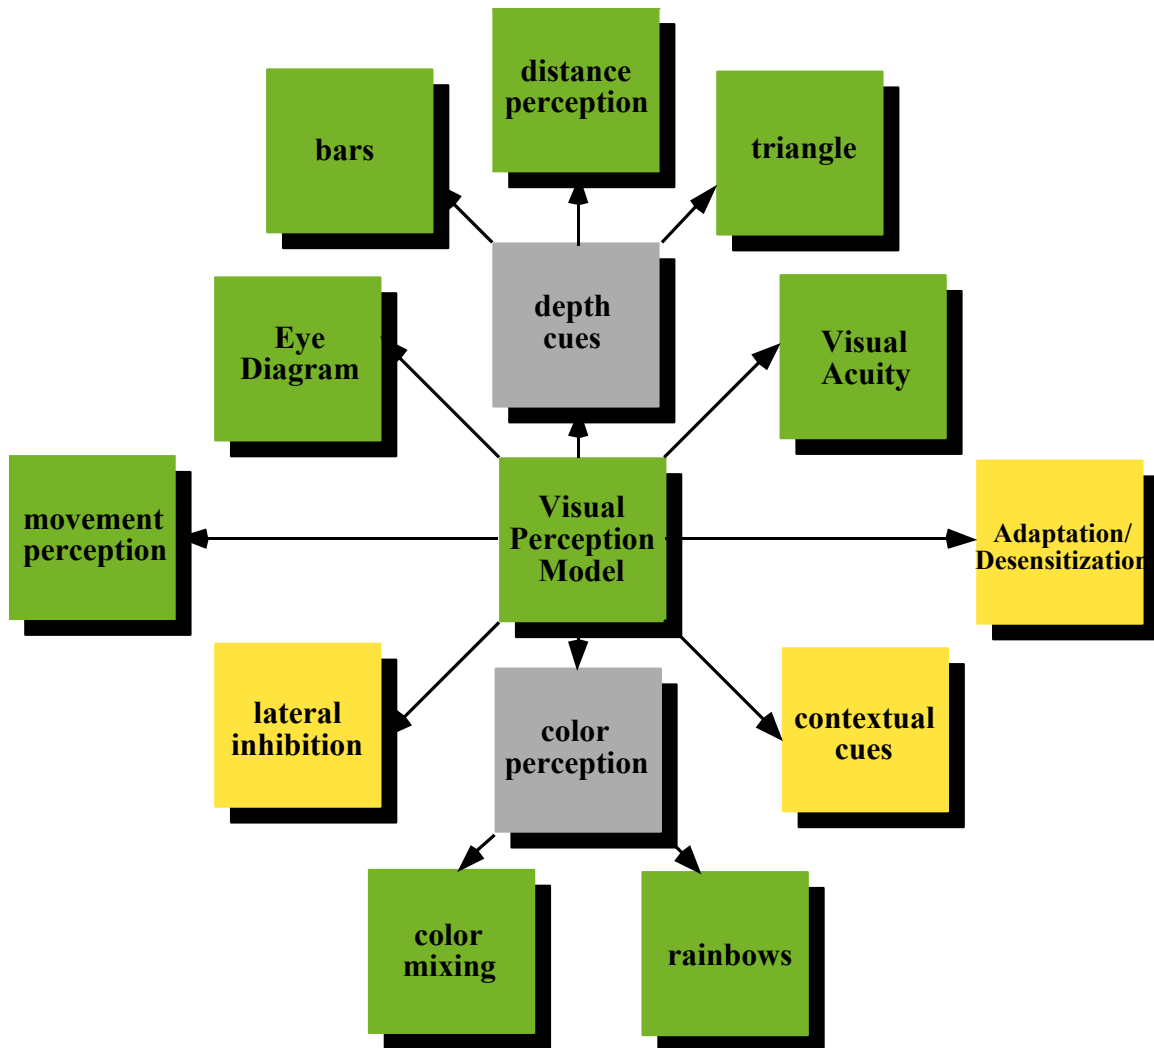 distance
perception
bars
triangle
depth
cues
Eye
Diagram
Visual
Acuity
movement
perception
Visual
Perception
Model
Adaptation/
Desensitization
lateral
inhibition
color
perception
contextual
cues
color
mixing
rainbows